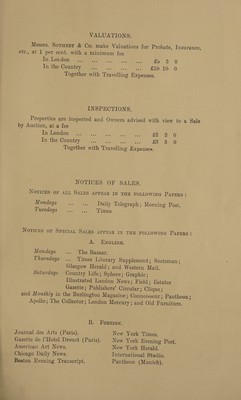 VALUATIONS.
Messrs. SOTHEBY & Co. make Valuations for Probate, Insurance,
etc., at 1 per cent. with a minimum fee
In London ... ... ... ... ... £5 5 0
In the Country ... ... ... ... £10 10 0
Together with Travelling Expenses.
INSPECTIONS.
Properties are inspected and Owners advised with view to a Sale
by Auction, at a fee
In London ... ... ... ... ... £2 2 0
In the Country ... ... ... ... £3 3 0
Together with Travelling Expenses.
NOTICES OF SALES.
NOTICES OF ALL SALES APPEAR IN THE FOLLOWING PAPERS :
Mondays ... ... Daily Telegraph; Morning Post.
Tuesdays ... ... Times
NOTICES OF SPECIAL SALES APPEAR IN THE FOLLOWING PAPERS :
A. ENGLISH.
Mondays ... The Bazaar.
Thursdays ... Times Literary Supplement; Scotsman;
Glasgow Herald; and Western Mail.
Saturdays Country Life; Sphere; Graphic;
Illustrated London News; Field; Estates
Gazette; Publishers' Circular; Clique;
and Monthly in the Burlington Magazine; Connoisseur; Pantheon;
Apollo; The Collector; London Mercury; and Old Furniture.
B. FOREIGN.
Journal des Arts (Paris). New York Times.
Gazette de l'Hotel Drouot (Paris). New York Evening Post.
American Art News. New York Herald.
Chicago Daily News. International Studio.
Boston Evening Transcript. Pantheon (Munich).